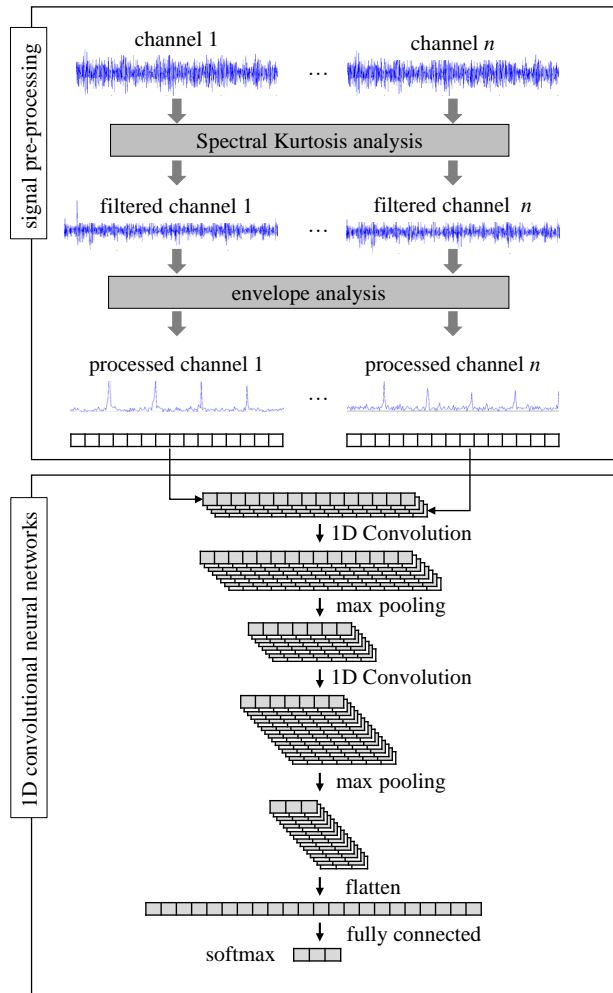 signal pre-processing
channel 1
...
channel n
Spectral Kurtosis analysis
filtered channel 1
...
filtered channel n
envelope analysis
processed channel 1
...
processed channel n
1D convolutional neural networks
1D Convolution
max pooling
1D Convolution
max pooling
flatten
fully connected
softmax